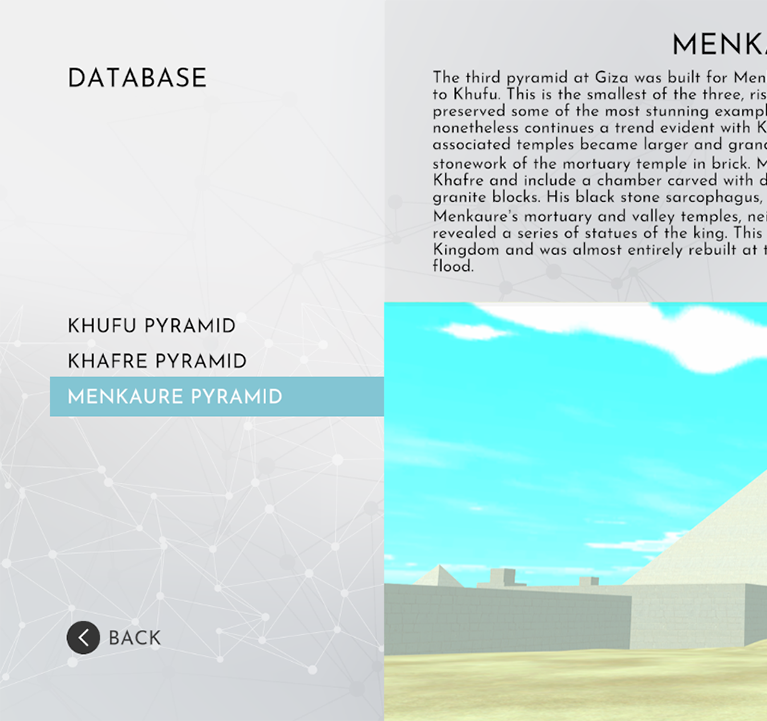 DATABASE
KHUFU PYRAMID
KHAFRE PYRAMID
MENKAURE PYRAMID
BACK
MENKA
The third pyramid at Giza was built for Men
to Khufu. This is the smallest of the three, ris
preserved some of the most stunning exampl
nonetheless continues a trend evident with K
associated temples became larger and grand
stonework of the mortuary temple in brick. M
Khafre and include a chamber carved with d
granite blocks. His black stone sarcophagus,
Menkaure's mortuary and valley temples, nei
revealed a series of statues of the king. This
Kingdom and was almost entirely rebuilt at t
flood.